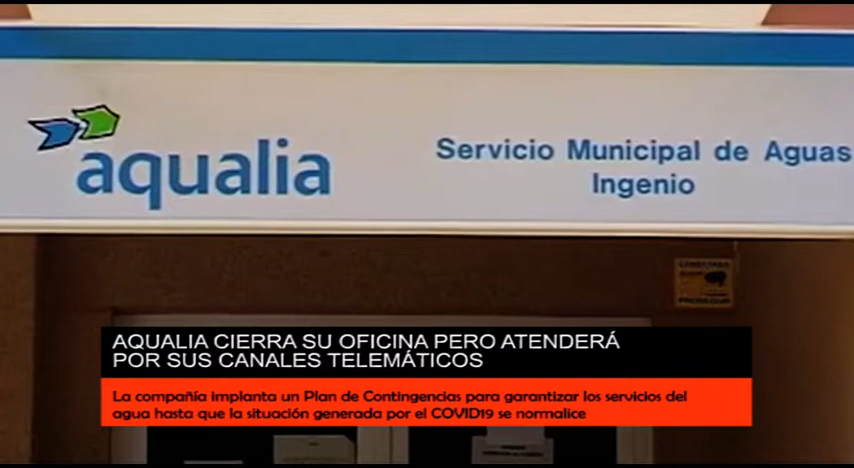 aqualia
Servicio Municipal de Aguas
Ingenio
CONECTADA
PROSEGUR
AQUALIA CIERRA SU OFICINA PERO ATENDERÁ
POR SUS CANALES TELEMÁTICOS
La compañía implanta un Plan de Contingencias para garantizar los servicios del
agua hasta que la situación generada por el COVID19 se normalice